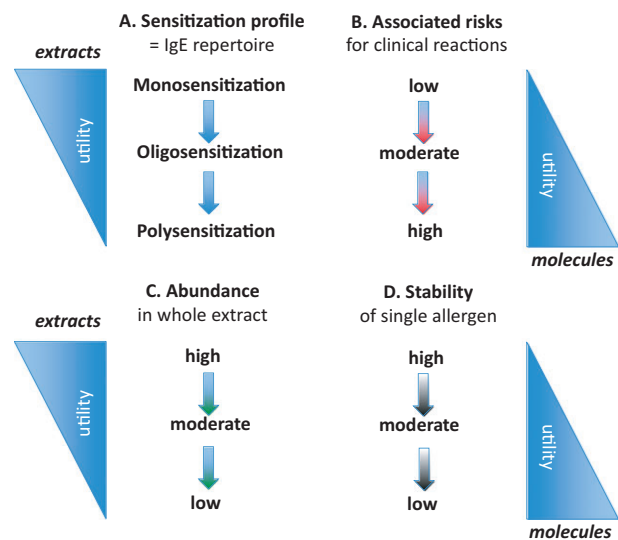 A. Sensitization profile
= IgE repertoire
B. Associated risks
for clinical reactions
extracts
utility
Monosensitization
Oligosensitization
Polysensitization
low
moderate
high
utility
molecules
C. Abundance
in whole extract
D. Stability
of single allergen
extracts
utility
high
moderate
low
high
moderate
low
utility
molecules